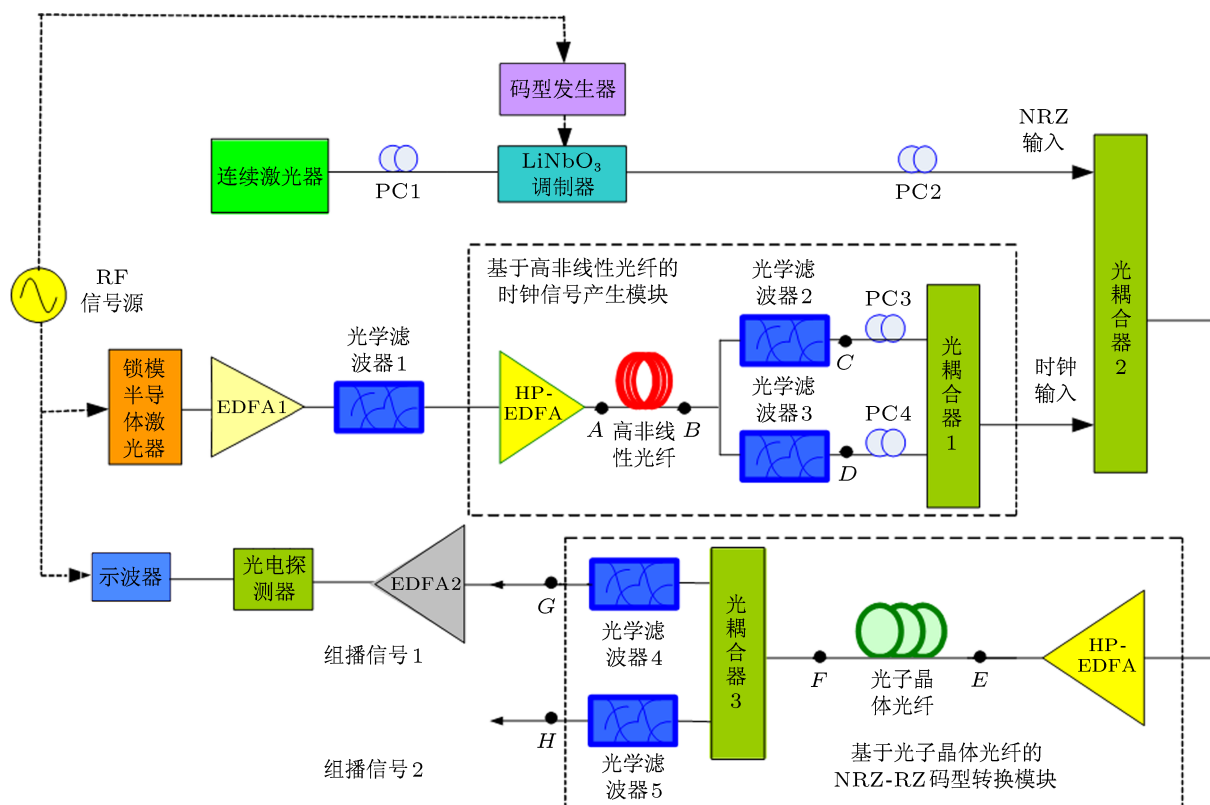 码型发生器
NRZ
输入
连续激光器
PC1
LiNbO₃
调制器
PC2
RF
信号源
基于高非线性光纤的
时钟信号产生模块
光学滤
波器2
PC3
光耦合器2
锁模
半导
体激
光器
EDFA1
光学滤
波器1
HP-
EDFA
A
高非线
性光纤
B
C
光学滤
波器3
PC4
D
光耦合器1
时钟
输入
示波器
光电探
测器
EDFA2
G
光学滤
波器4
组播信号1
光耦合器3
F
光子晶
体光纤
E
HP-
EDFA
H
组播信号2
光学滤
波器5
基于光子晶体光纤的
NRZ-RZ码型转换模块